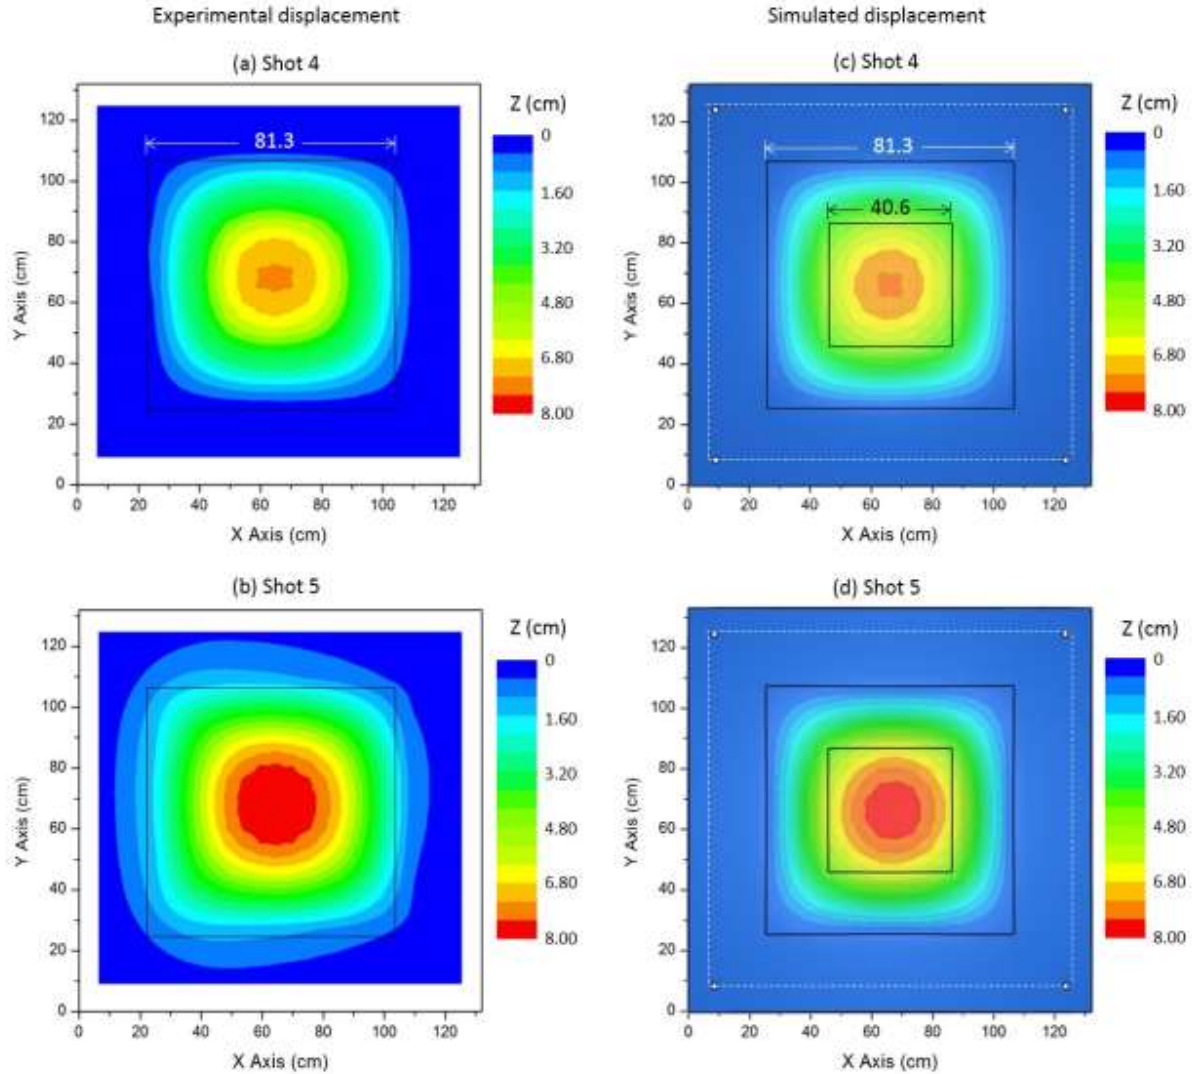 Experimental displacement
Simulated displacement
(a) Shot 4
(c) Shot 4
Z (cm)
0
1.60
3.20
4.80
6.80
8.00
81.3
120
100
80
60
40
20
0
Y Axis (cm)
0 20 40 60 80 100 120
X Axis (cm)
Z (cm)
0
1.60
3.20
4.80
6.80
8.00
81.3
40.6
120
100
80
60
40
20
0
Y Axis (cm)
0 20 40 60 80 100 120
X Axis (cm)
(b) Shot 5
(d) Shot 5
Z (cm)
0
1.60
3.20
4.80
6.80
8.00
120
100
80
60
40
20
0
Y Axis (cm)
0 20 40 60 80 100 120
X Axis (cm)
Z (cm)
0
1.60
3.20
4.80
6.80
8.00
120
100
80
60
40
20
0
Y Axis (cm)
0 20 40 60 80 100 120
X Axis (cm)